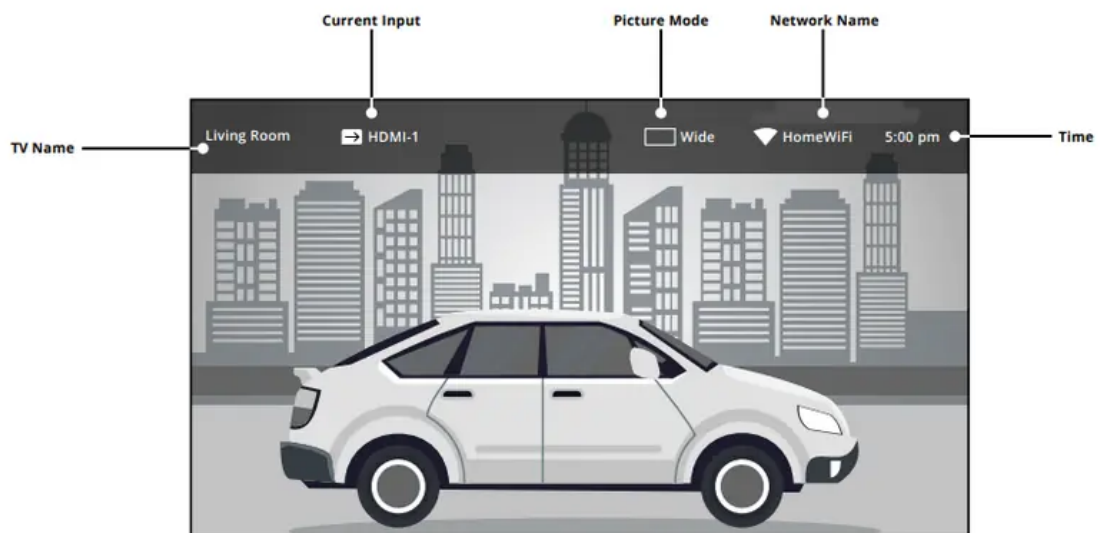 Current Input
Picture Mode
Network Name
TV Name
Living Room
HDMI-1
Wide
HomeWiFi
5:00 pm
Time